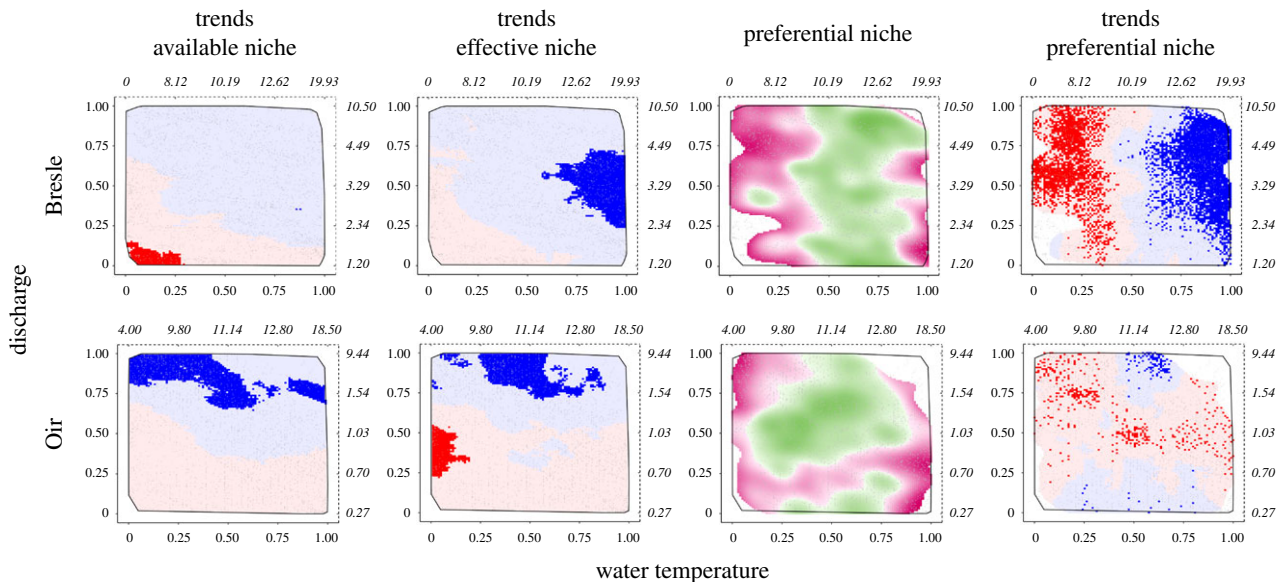 trends
available niche
trends
effective niche
preferential niche
trends
preferential niche
0 8.12 10.19 12.62 19.93
0 8.12 10.19 12.62 19.93
0 8.12 10.19 12.62 19.93
0 8.12 10.19 12.62 19.93
Bresle
1.00 10.50
0.75 4.49
0.50 3.29
0.25 2.34
0 1.20
0 0.25 0.50 0.75 1.00
1.00 10.50
0.75 4.49
0.50 3.29
0.25 2.34
0 1.20
0 0.25 0.50 0.75 1.00
1.00 10.50
0.75 4.49
0.50 3.29
0.25 2.34
0 1.20
0 0.25 0.50 0.75 1.00
1.00 10.50
0.75 4.49
0.50 3.29
0.25 2.34
0 1.20
0 0.25 0.50 0.75 1.00
discharge
Oir
4.00 9.80 11.14 12.80 18.50
1.00 9.44
0.75 1.54
0.50 1.03
0.25 0.70
0 0.27
0 0.25 0.50 0.75 1.00
4.00 9.80 11.14 12.80 18.50
1.00 9.44
0.75 1.54
0.50 1.03
0.25 0.70
0 0.27
0 0.25 0.50 0.75 1.00
4.00 9.80 11.14 12.80 18.50
1.00 9.44
0.75 1.54
0.50 1.03
0.25 0.70
0 0.27
0 0.25 0.50 0.75 1.00
4.00 9.80 11.14 12.80 18.50
1.00 9.44
0.75 1.54
0.50 1.03
0.25 0.70
0 0.27
0 0.25 0.50 0.75 1.00
water temperature